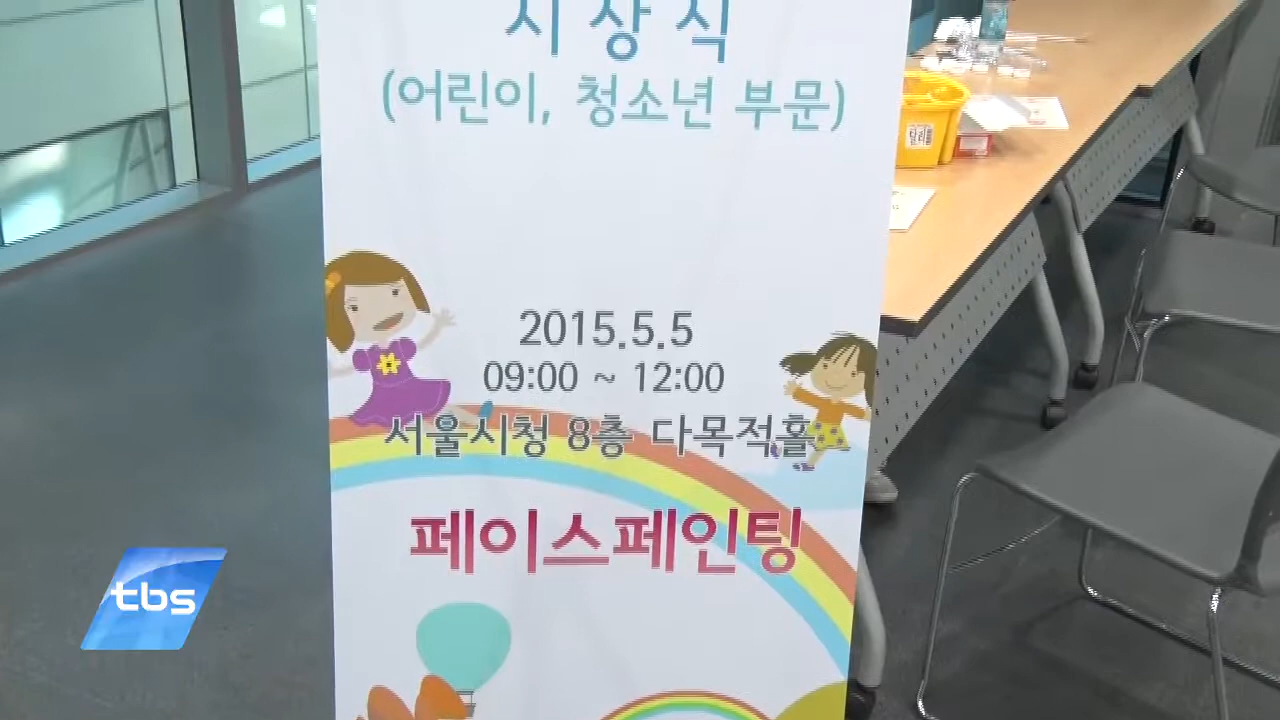 시상식
(어린이, 청소년 부문)
2015.5.5
09:00 ~ 12:00
서울시청 8층 다목적홀
페이스페인팅
tbs